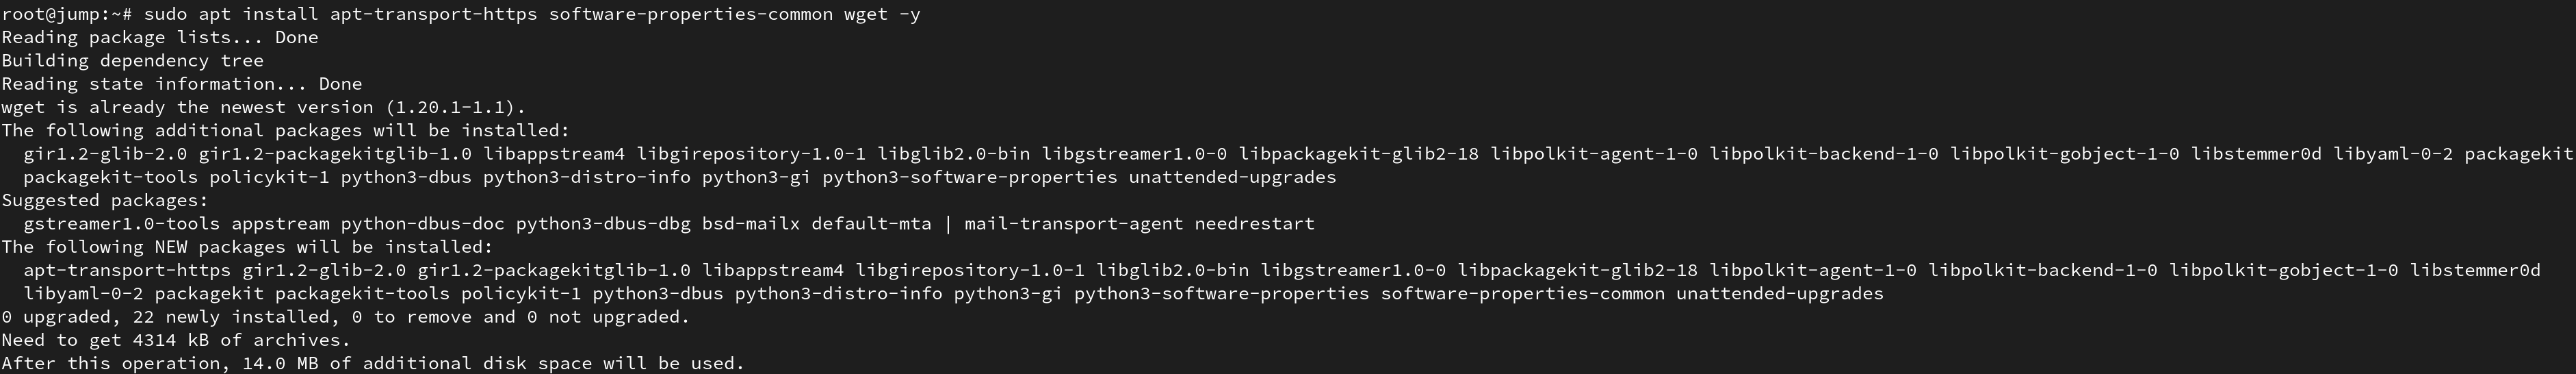 root@jump:~# sudo apt install apt-transport-https software-properties-common wget -y
Reading package lists... Done
Building dependency tree
Reading state information... Done
wget is already the newest version (1.20.1-1.1).
The following additional packages will be installed:
  gir1.2-glib-2.0 gir1.2-packagekitglib-1.0 libappstream4 libgirepository-1.0-1 libglib2.0-bin libgstreamer1.0-0 libpackagekit-glib2-18 libpolkit-agent-1-0 libpolkit-backend-1-0 libpolkit-gobject-1-0 libstemmer0d libyaml-0-2 packagekit
  packagekit-tools policykit-1 python3-dbus python3-distro-info python3-gi python3-software-properties unattended-upgrades
Suggested packages:
  gstreamer1.0-tools appstream python-dbus-doc python3-dbus-dbg bsd-mailx default-mta | mail-transport-agent needrestart
The following NEW packages will be installed:
  apt-transport-https gir1.2-glib-2.0 gir1.2-packagekitglib-1.0 libappstream4 libgirepository-1.0-1 libglib2.0-bin libgstreamer1.0-0 libpackagekit-glib2-18 libpolkit-agent-1-0 libpolkit-backend-1-0 libpolkit-gobject-1-0 libstemmer0d
  libyaml-0-2 packagekit packagekit-tools policykit-1 python3-dbus python3-distro-info python3-gi python3-software-properties software-properties-common unattended-upgrades
0 upgraded, 22 newly installed, 0 to remove and 0 not upgraded.
Need to get 4314 kB of archives.
After this operation, 14.0 MB of additional disk space will be used.